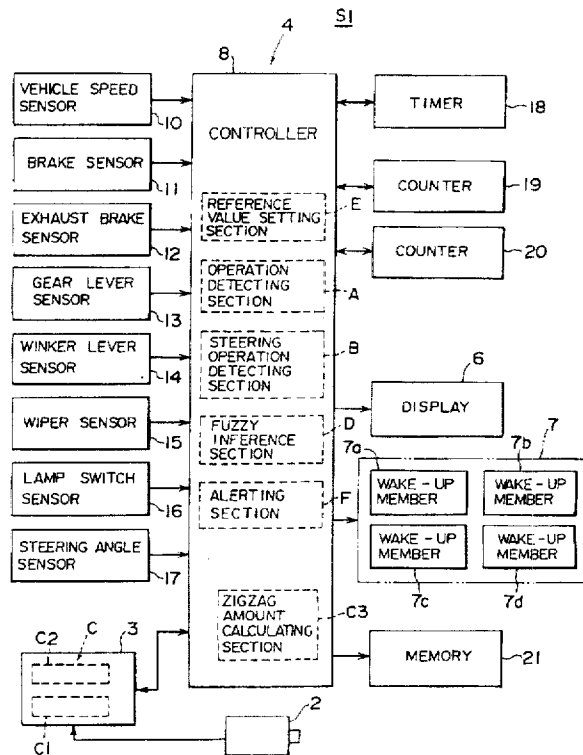 S1
4
8
VEHICLE SPEED
SENSOR
10
BRAKE SENSOR
11
EXHAUST BRAKE
SENSOR
12
GEAR LEVER
SENSOR
13
WINKER LEVER
SENSOR
14
WIPER SENSOR
15
LAMP SWITCH
SENSOR
16
STEERING ANGLE
SENSOR
17
C2
C
3
C1
2
CONTROLLER
REFERENCE
VALUE SETTING
SECTION
E
OPERATION
DETECTING
SECTION
A
STEERING
OPERATION
DETECTING
SECTION
B
FUZZY
INFERENCE
SECTION
D
ALERTING
SECTION
F
ZIGZAG
AMOUNT
CALCULATING
SECTION
C3
TIMER
18
COUNTER
19
COUNTER
20
6
DISPLAY
7a
7b
7
WAKE-UP
MEMBER
WAKE-UP
MEMBER
WAKE-UP
MEMBER
WAKE-UP
MEMBER
7c
7d
MEMORY
21